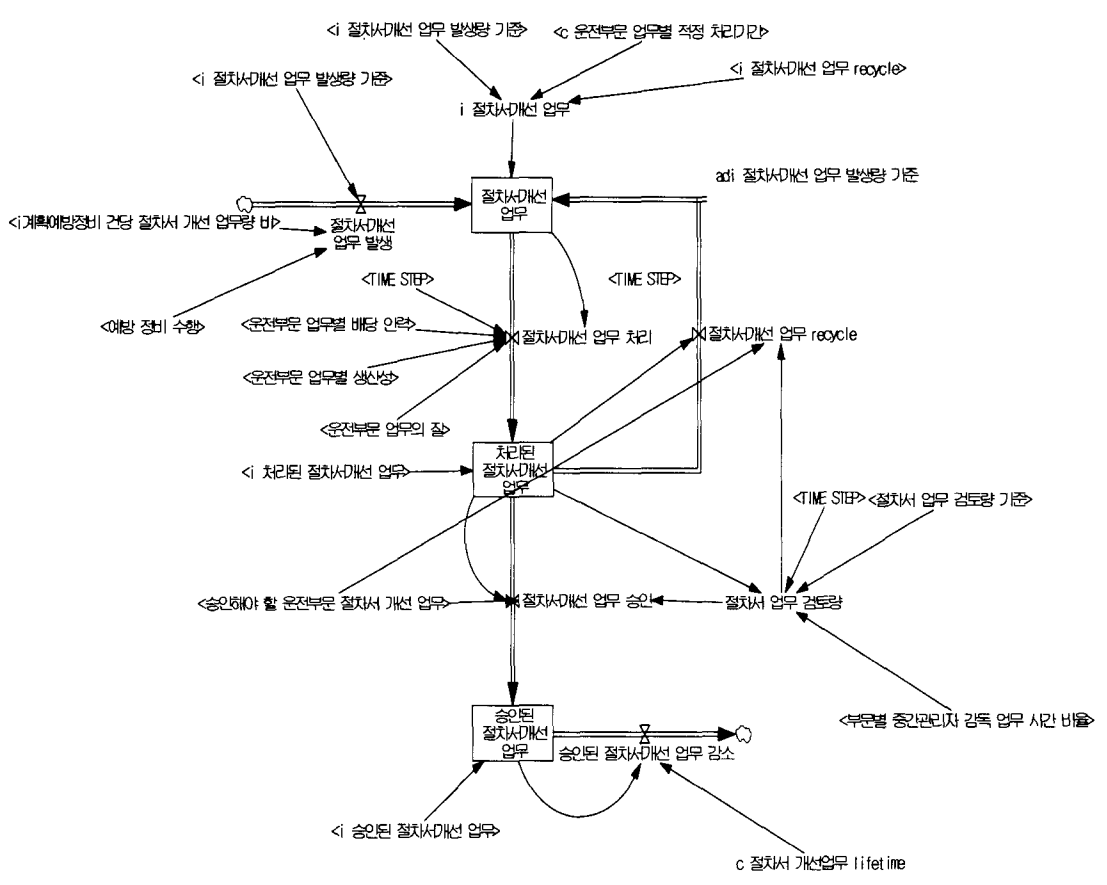 <i 절차서개선 업무 발생량 기준>
<c 운전부문 업무별 적정 처리기간>
<i 절차서개선 업무 발생량 기준>
<i 절차서개선 업무 recycle>
i 절차서개선 업무
adi 절차서개선 업무 발생량 기준
절차서개선
업무
<i계획예방정비 건당 절차서 개선 업무량 비>
절차서개선
업무 발생
<TIME STEP>
<TIME STEP>
<예방 정비 수행>
<운전부문 업무별 배당 인력>
절차서개선 업무 처리
절차서개선 업무 recycle
<운전부문 업무별 생산성>
<운전부문 업무의 질>
처리된
절차서개선
업무
<i 처리된 절차서개선 업무>
<TIME STEP>
<절차서 업무 검토량 기준>
<승인해야 할 운전부문 절차서 개선 업무>
절차서개선 업무 승인
절차서 업무 검토량
<부문별 중간관리자 감독 업무 시간 비율>
승인된
절차서개선
업무
승인된 절차서개선 업무 감소
<i 승인된 절차서개선 업무>
c 절차서 개선업무 lifetime